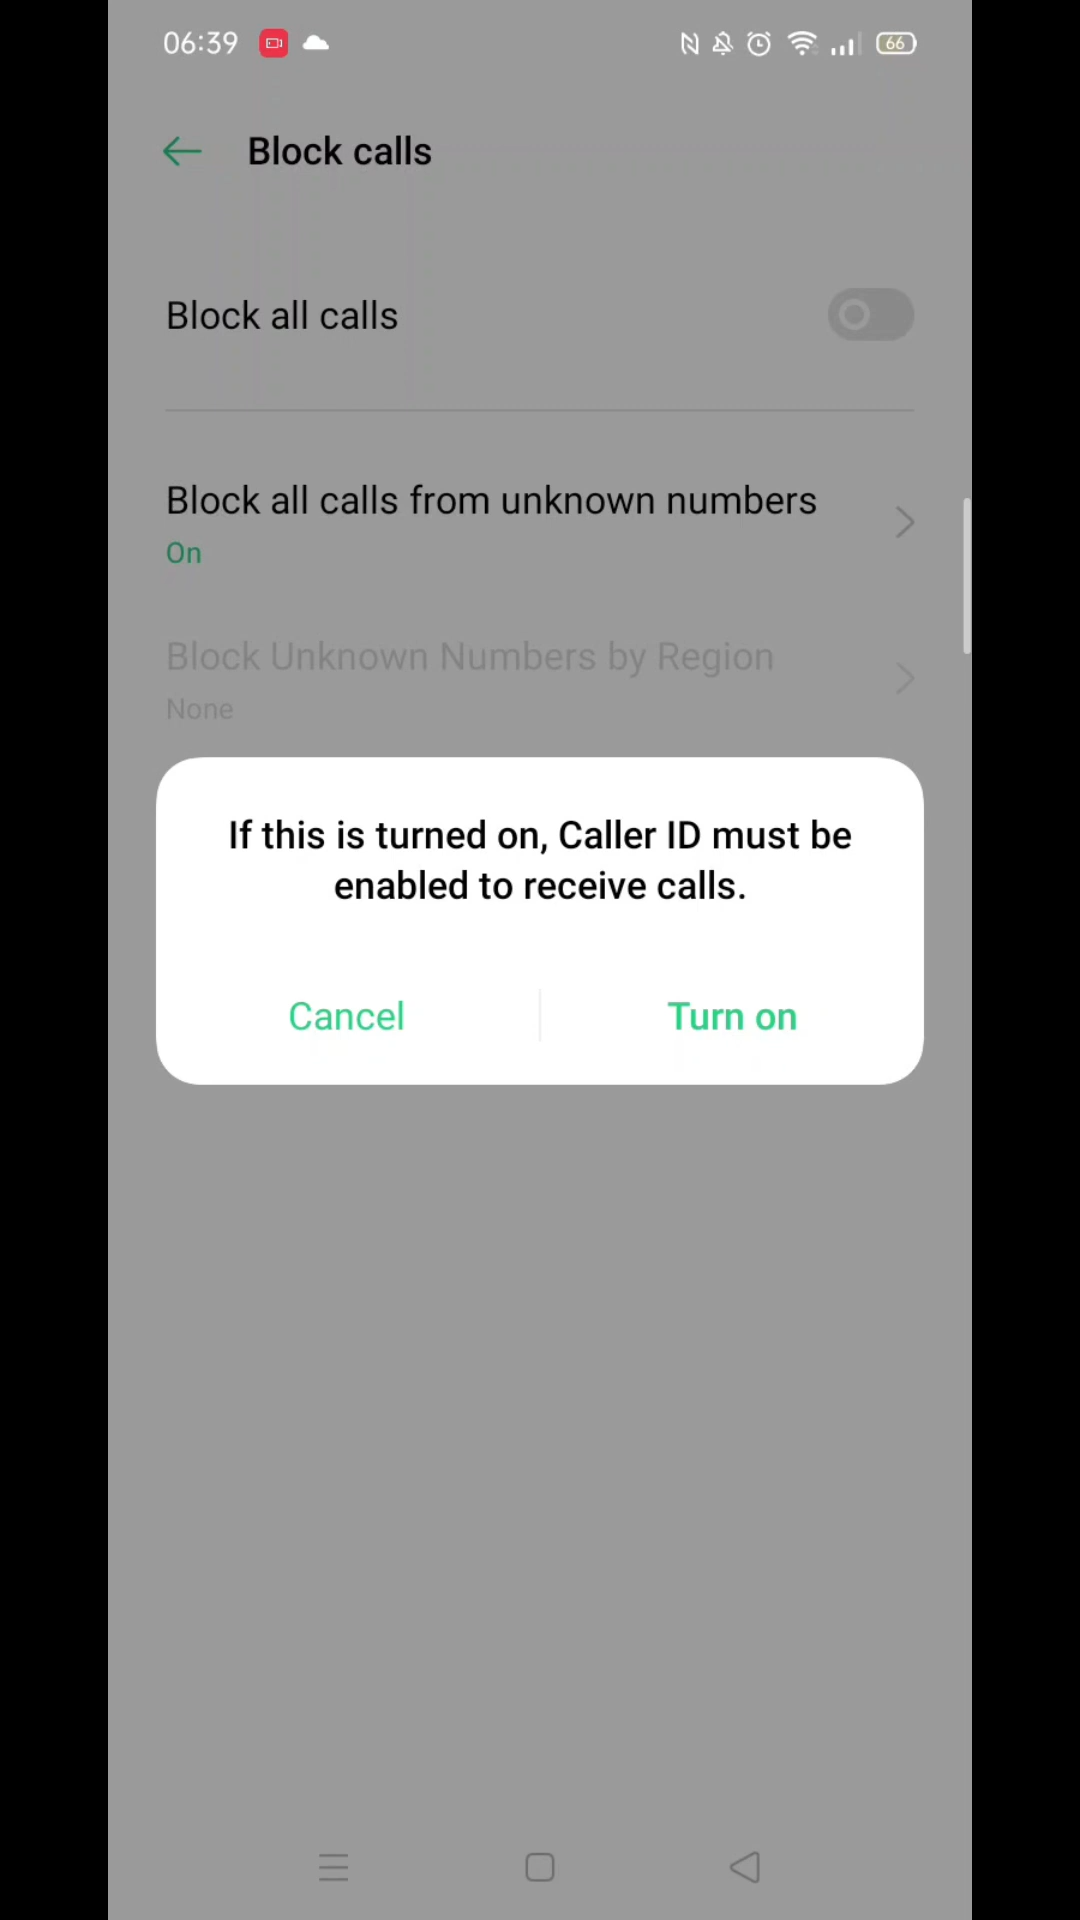 06:39
66
Block calls
Block all calls
Block all calls from unknown numbers
On
Block Unknown Numbers by Region
None
If this is turned on, Caller ID must be
enabled to receive calls.
Cancel
Turn on